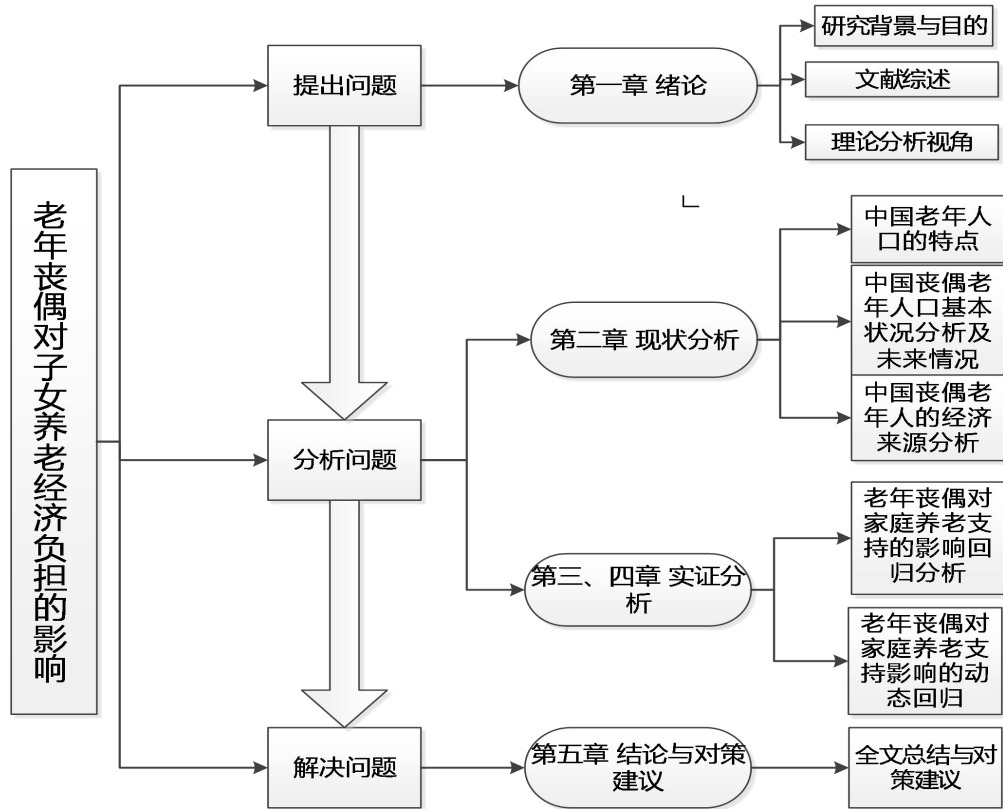 老年丧偶对子女养老经济负担的影响
提出问题
第一章 绪论
研究背景与目的
文献综述
理论分析视角
分析问题
第二章 现状分析
中国老年人
口的特点
中国丧偶老
年人口基本
状况分析及
未来情况
中国丧偶老
年人的经济
来源分析
第三、四章 实证分
析
老年丧偶对
家庭养老支
持的影响回
归分析
老年丧偶对
家庭养老支
持影响的动
态回归
解决问题
第五章 结论与对策
建议
全文总结与对
策建议